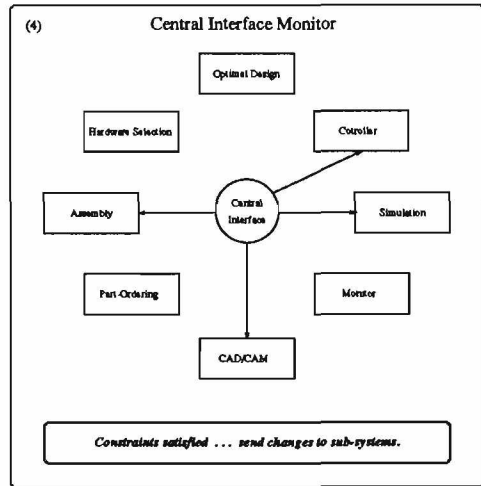 (4)
Central Interface Monitor
Optimal Design
Hardware Selection
Cotroller
Central
Interface
Assembly
Simulation
Part-Ordering
Monitor
CAD/CAM
Constraints satisfied ... send changes to sub-systems.